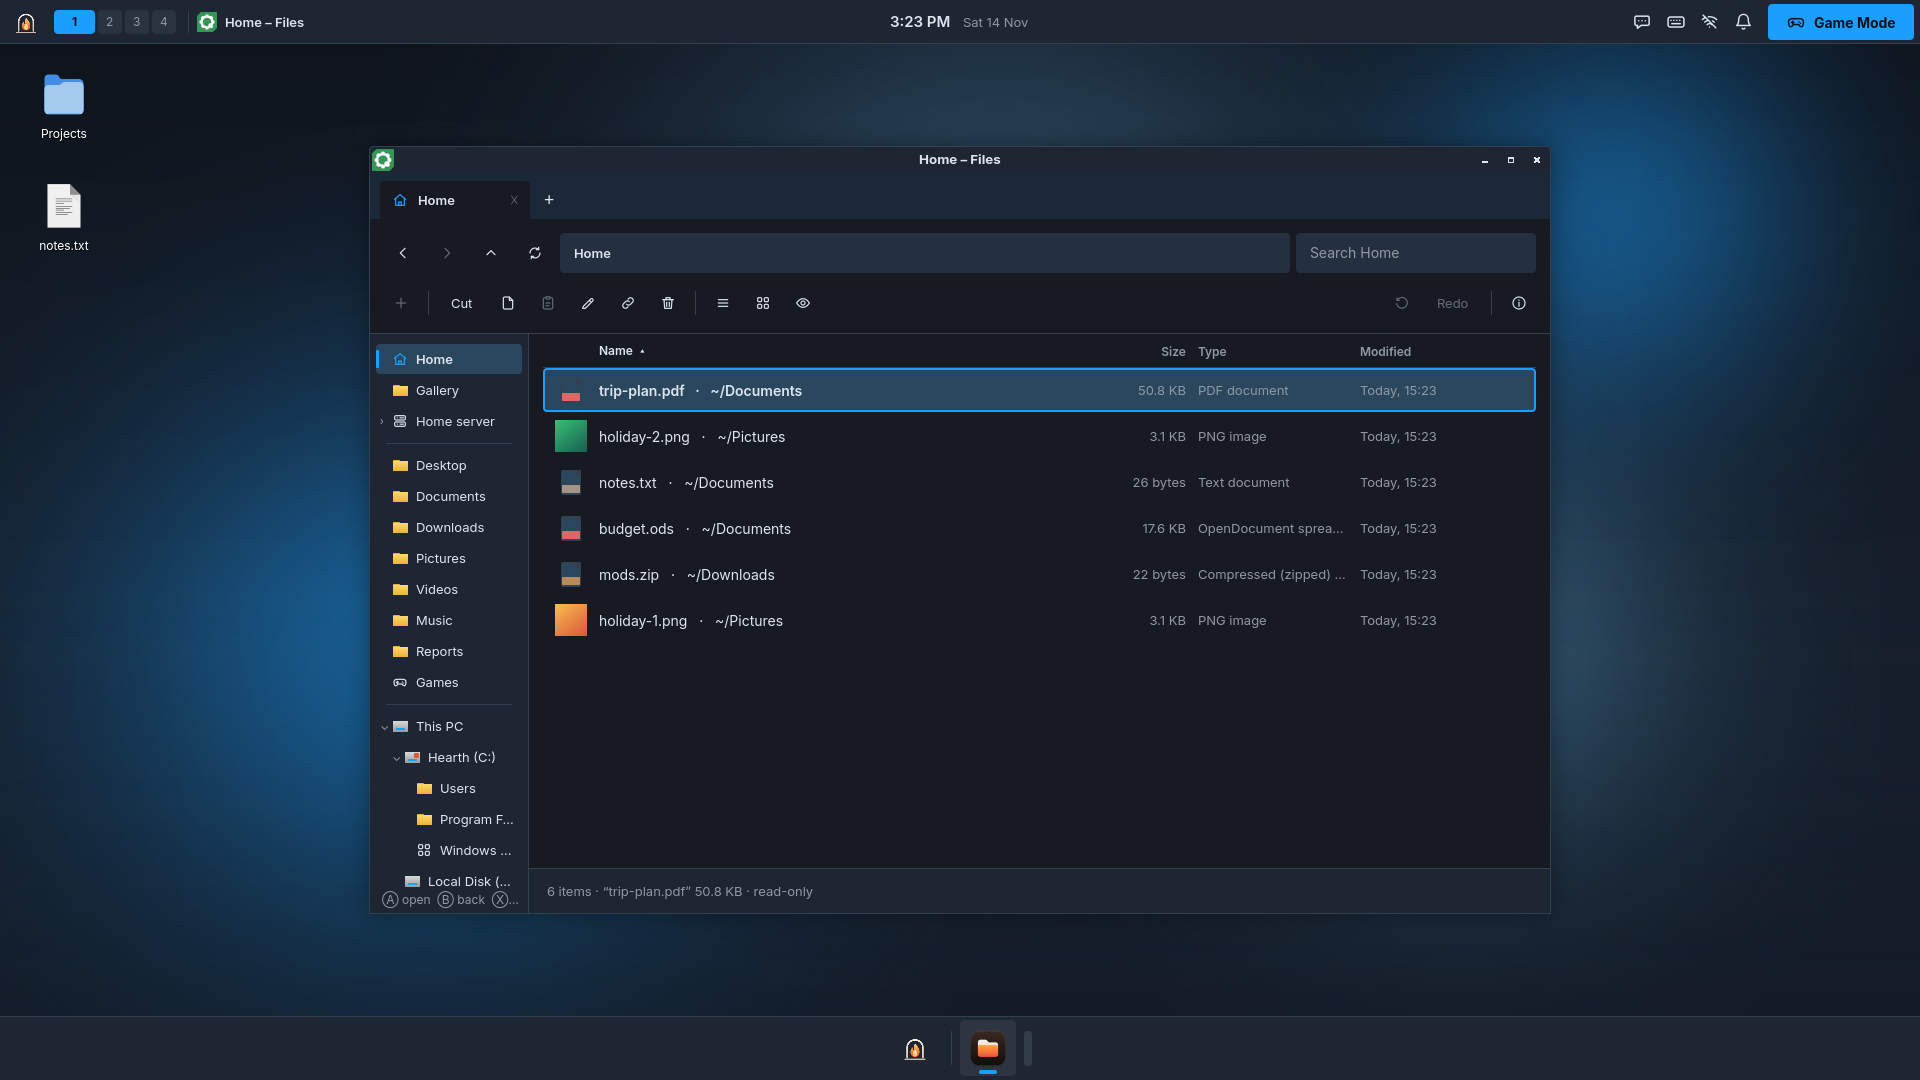 1 2 3 4 Home – Files 3:23 PM Sat 14 Nov Game Mode
Projects
notes.txt
Home – Files
Home X +
Home Search Home
Cut Redo
Home
Gallery
Home server
Desktop
Documents
Downloads
Pictures
Videos
Music
Reports
Games
This PC
Hearth (C:)
Users
Program F...
Windows ...
Local Disk (...
A open B back X...
Name Size Type Modified
trip-plan.pdf · ~/Documents 50.8 KB PDF document Today, 15:23
holiday-2.png · ~/Pictures 3.1 KB PNG image Today, 15:23
notes.txt · ~/Documents 26 bytes Text document Today, 15:23
budget.ods · ~/Documents 17.6 KB OpenDocument sprea... Today, 15:23
mods.zip · ~/Downloads 22 bytes Compressed (zipped) ... Today, 15:23
holiday-1.png · ~/Pictures 3.1 KB PNG image Today, 15:23
6 items · “trip-plan.pdf” 50.8 KB · read-only